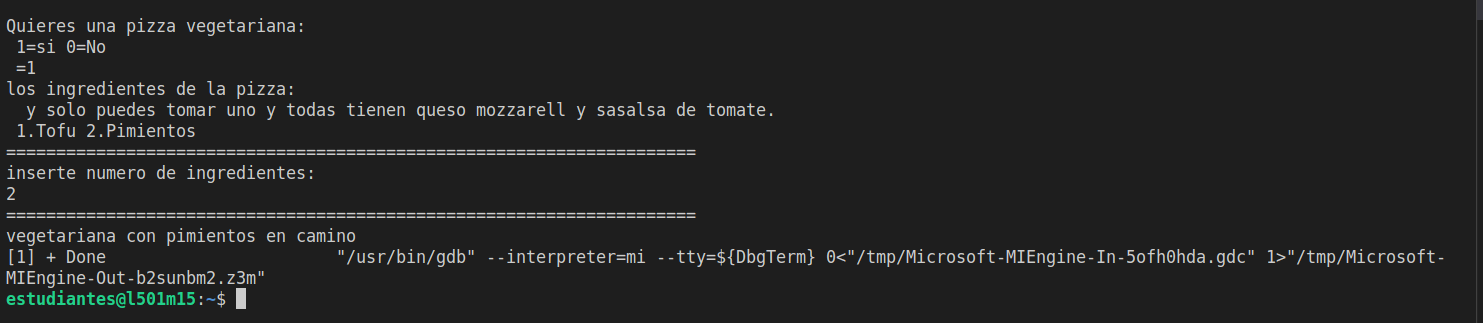 Quieres una pizza vegetariana:
1=si 0=No
=1
los ingredientes de la pizza:
y solo puedes tomar uno y todas tienen queso mozzarell y sasalsa de tomate.
1.Tofu 2.Pimientos
=====================================================================
inserte numero de ingredientes:
2
=====================================================================
vegetariana con pimientos en camino
[1] + Done "/usr/bin/gdb" --interpreter=mi --tty=${DbgTerm} 0<"/tmp/Microsoft-MIEngine-In-5ofh0hda.gdc" 1>"/tmp/Microsoft-
MIEngine-Out-b2sunbm2.z3m"
estudiantes@l501m15:~$